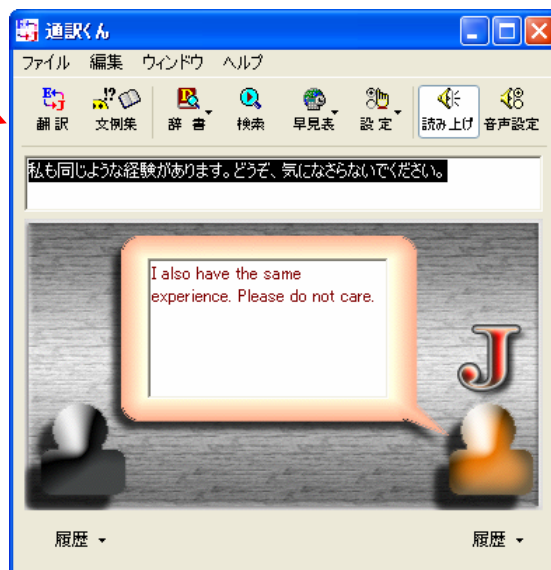 通訳くん
ファイル 編集 ウィンドウ ヘルプ
E J !?
翻訳 文例集 辞書 検索 早見表 設定 読み上げ 音声設定
私も同じような経験があります。どうぞ、気になさらないでください。
I also have the same
experience. Please do not care.
J
履歴 履歴